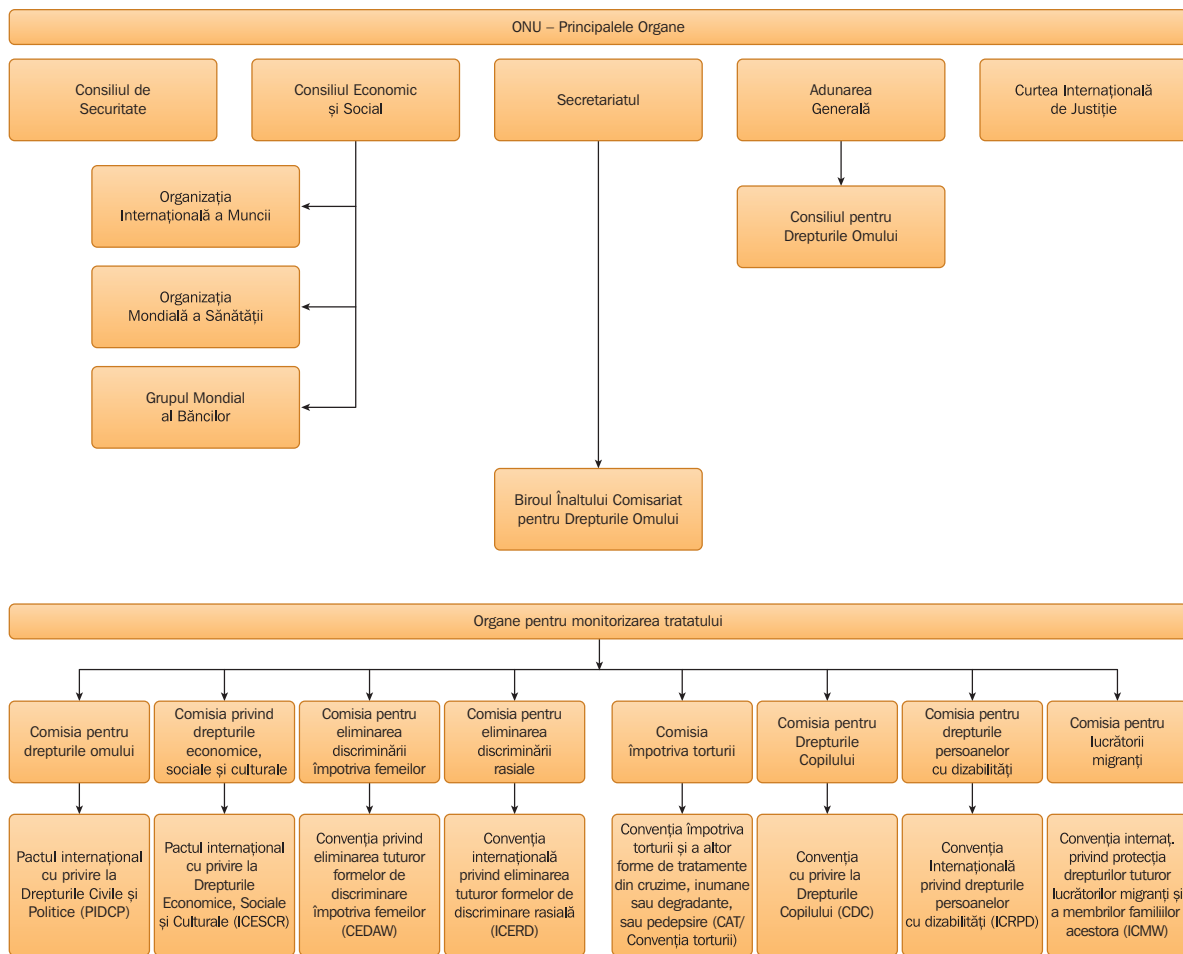 ONU – Principalele Organe
Consiliul de
Securitate
Consiliul Economic
și Social
Secretariatul
Adunarea
Generală
Curtea Internațională
de Justiție
Organizația
Internațională a Muncii
Consiliul pentru
Drepturile Omului
Organizația
Mondială a Sănătății
Grupul Mondial
al Băncilor
Biroul Înaltului Comisariat
pentru Drepturile Omului
Organe pentru monitorizarea tratatului
Comisia pentru
drepturile omului
Comisia privind
drepturile
economice,
sociale și culturale
Comisia pentru
eliminarea
discriminării
împotriva femeilor
Comisia pentru
eliminarea
discriminării
rasiale
Comisia
împotriva torturii
Comisia pentru
Drepturile
Copilului
Comisia pentru
drepturile
persoanelor
cu dizabilități
Comisia pentru
lucrătorii
migranți
Pactul internațional
cu privire la
Drepturile Civile și
Politice (PIDCP)
Pactul internațional
cu privire la
Drepturile
Economice, Sociale
și Culturale (ICESCR)
Convenția privind
eliminarea tuturor
formelor
de discriminare
împotriva femeilor
(CEDAW)
Convenția
internațională
privind eliminarea
tuturor formelor de
discriminare rasială
(ICERD)
Convenția împotriva
torturii și a altor
forme de tratamente
din cruzime, inumane
sau degradante,
sau pedepsire (CAT/
Convenția torturii)
Convenția
cu privire la
Drepturile
Copilului (CDC)
Convenția
Internațională
privind drepturile
persoanelor
cu dizabilități (ICRPD)
Convenția internaț.
privind protecția
drepturilor tuturor
lucrătorilor migranți și
a membrilor familiilor
acestora (ICMW)